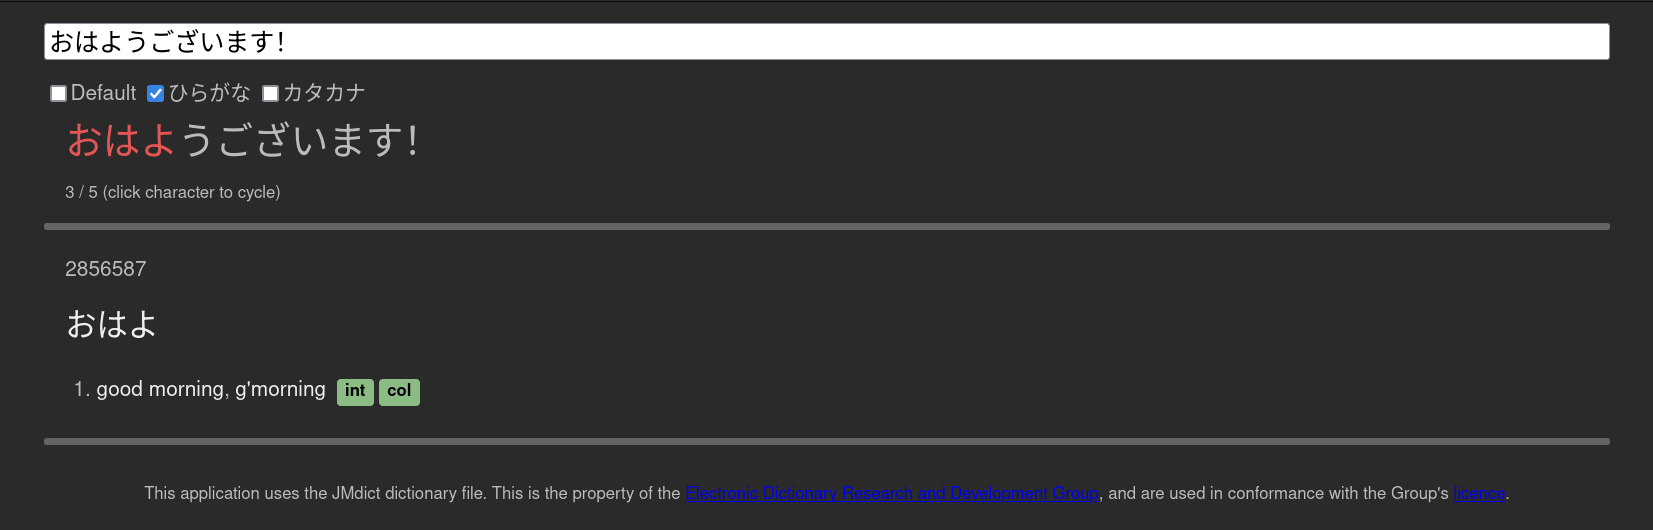 おはようございます！
Default ひらがな カタカナ
おはようございます！
3 / 5 (click character to cycle)
2856587
おはよ
1. good morning, g'morning int col
This application uses the JMdict dictionary file. This is the property of the Electronic Dictionary Research and Development Group, and are used in conformance with the Group's licence.